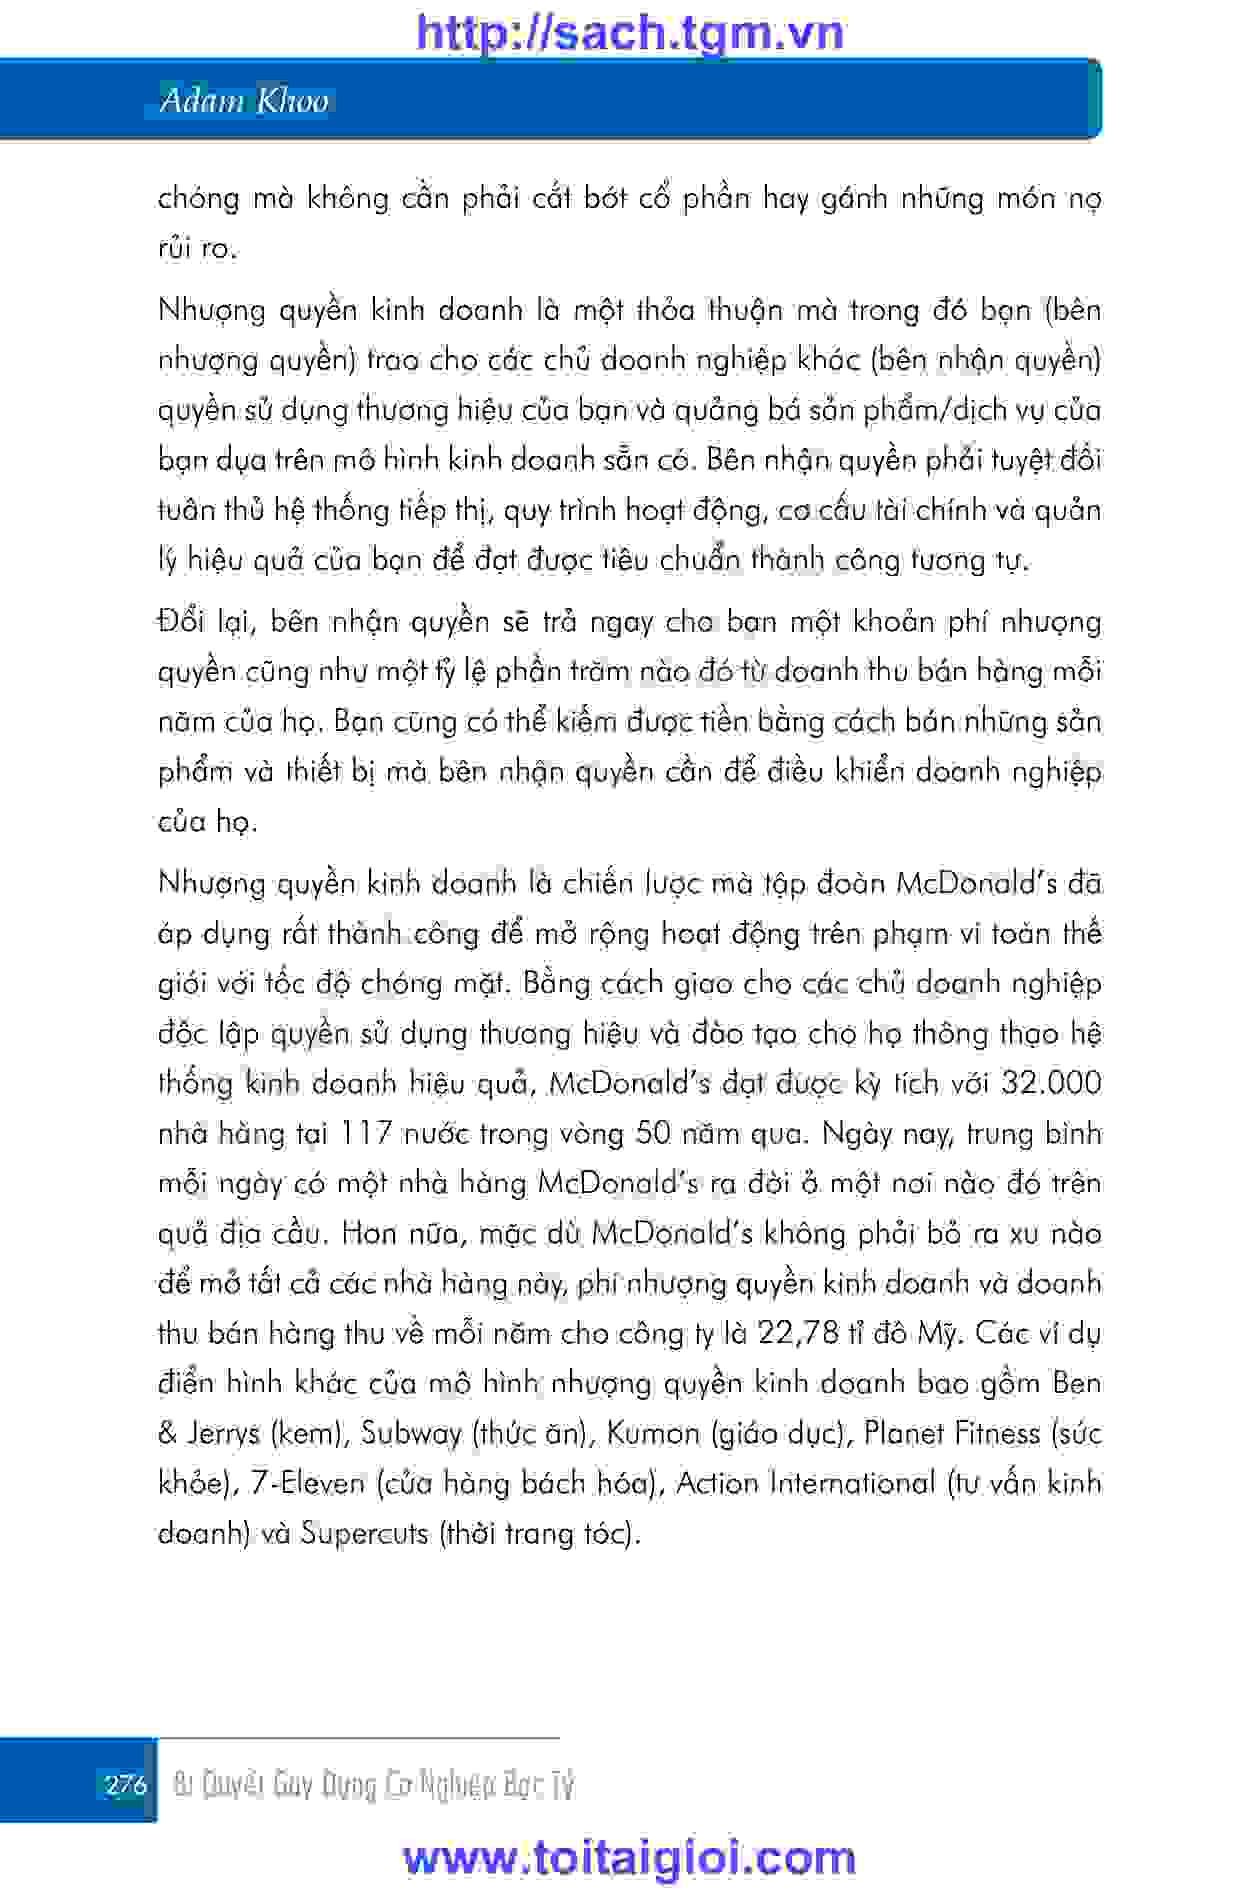 http://sach.tgm.vn
Adam Khoo
chóng mà không cần phải cắt bớt cổ phần hay gánh những món nợ
rủi ro.
Nhượng quyền kinh doanh là một thỏa thuận mà trong đó bạn (bên
nhượng quyền) trao cho các chủ doanh nghiệp khác (bên nhận quyền)
quyền sử dụng thương hiệu của bạn và quảng bá sản phẩm/dịch vụ của
bạn dựa trên mô hình kinh doanh sẵn có. Bên nhận quyền phải tuyệt đối
tuân thủ hệ thống tiếp thị, quy trình hoạt động, cơ cấu tài chính và quản
lý hiệu quả của bạn để đạt được tiêu chuẩn thành công tương tự.
Đổi lại, bên nhận quyền sẽ trả ngay cho bạn một khoản phí nhượng
quyền cũng như một tỷ lệ phần trăm nào đó từ doanh thu bán hàng mỗi
năm của họ. Bạn cũng có thể kiếm được tiền bằng cách bán những sản
phẩm và thiết bị mà bên nhận quyền cần để điều khiển doanh nghiệp
của họ.
Nhượng quyền kinh doanh là chiến lược mà tập đoàn McDonald's đã
áp dụng rất thành công để mở rộng hoạt động trên phạm vi toàn thế
giới với tốc độ chóng mặt. Bằng cách giao cho các chủ doanh nghiệp
độc lập quyền sử dụng thương hiệu và đào tạo cho họ thông thạo hệ
thống kinh doanh hiệu quả, McDonald's đạt được kỳ tích với 32.000
nhà hàng tại 117 nước trong vòng 50 năm qua. Ngày nay, trung bình
mỗi ngày có một nhà hàng McDonald's ra đời ở một nơi nào đó trên
quả địa cầu. Hơn nữa, mặc dù McDonald's không phải bỏ ra xu nào
để mở tất cả các nhà hàng này, phí nhượng quyền kinh doanh và doanh
thu bán hàng thu về mỗi năm cho công ty là 22,78 tỉ đô Mỹ. Các ví dụ
điển hình khác của mô hình nhượng quyền kinh doanh bao gồm Ben
& Jerrys (kem), Subway (thức ăn), Kumon (giáo dục), Planet Fitness (sức
khỏe), 7-Eleven (cửa hàng bách hóa), Action International (tư vấn kinh
doanh) và Supercuts (thời trang tóc).
276 Bí Quyết Gây Dựng Cơ Nghiệp Bạc Tỷ
www.toitaigioi.com